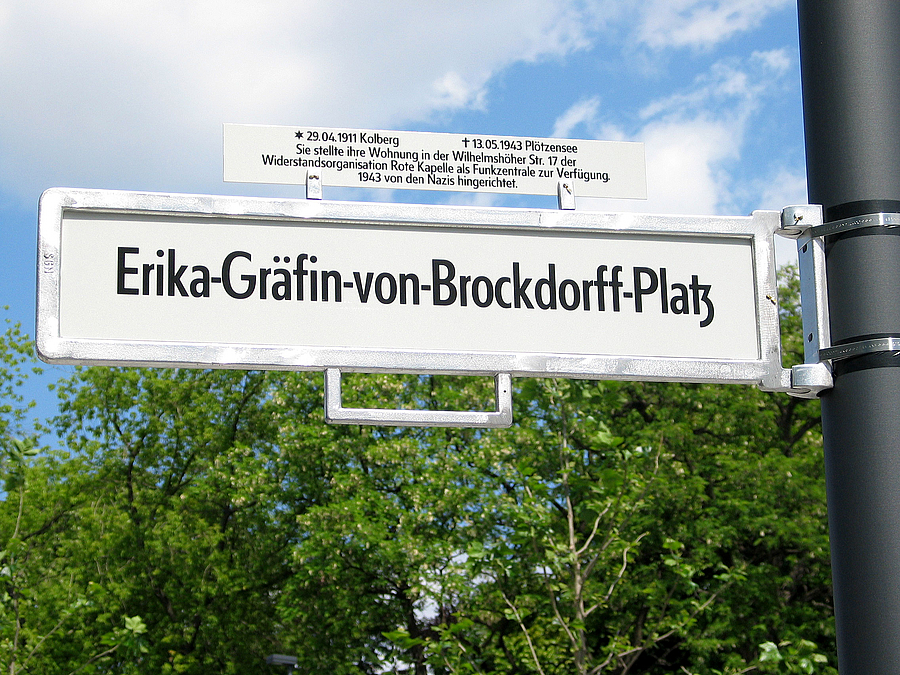 ✶ 29.04.1911 Kolberg ✝ 13.05.1943 Plötzensee
Sie stellte ihre Wohnung in der Wilhelmshöher Str. 17 der
Widerstandsorganisation Rote Kapelle als Funkzentrale zur Verfügung.
1943 von den Nazis hingerichtet.
Erika-Gräfin-von-Brockdorff-Platz